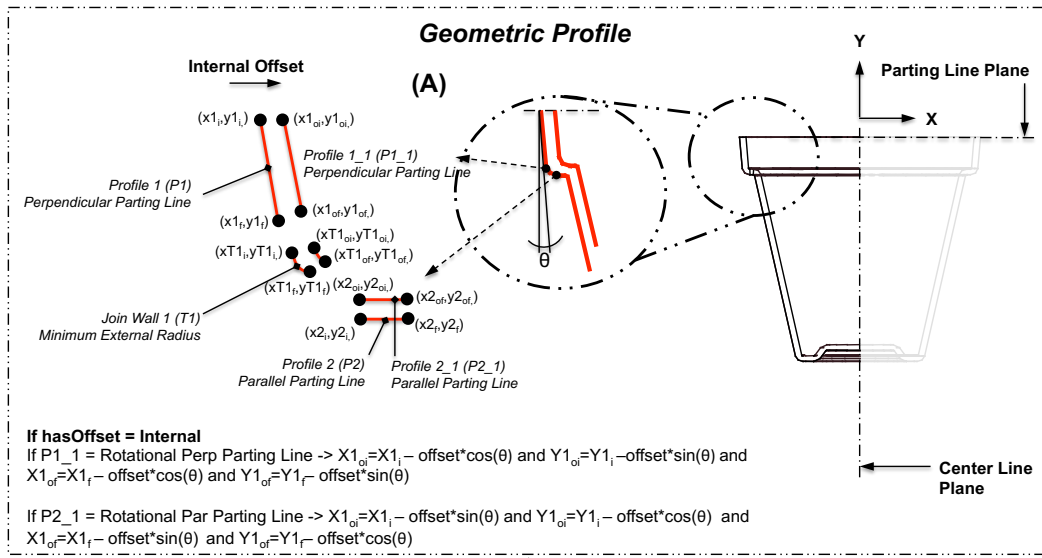 Geometric Profile
Internal Offset
(A)
Y
X
Parting Line Plane
(x1i,y1i,)
(x1oi,y1oi,)
Profile 1_1 (P1_1)
Perpendicular Parting Line
Profile 1 (P1)
Perpendicular Parting Line
(x1f,y1f)
(x1of,y1of,)
(xT1oi,yT1oi,)
(xT1i,yT1i,)
(xT1of,yT1of,)
(xT1f,yT1f)
θ
(x2oi,y2oi,)
(x2of,y2of,)
Join Wall 1 (T1)
Minimum External Radius
(x2i,y2i,)
(x2f,y2f)
Profile 2 (P2)
Parallel Parting Line
Profile 2_1 (P2_1)
Parallel Parting Line
If hasOffset = Internal
If P1_1 = Rotational Perp Parting Line -> X1oi=X1i – offset*cos(θ) and Y1oi=Y1i –offset*sin(θ) and
X1of=X1f – offset*cos(θ) and Y1of=Y1f– offset*sin(θ)
If P2_1 = Rotational Par Parting Line -> X1oi=X1i – offset*sin(θ) and Y1oi=Y1i – offset*cos(θ) and
X1of=X1f – offset*sin(θ) and Y1of=Y1f– offset*cos(θ)
Center Line
Plane